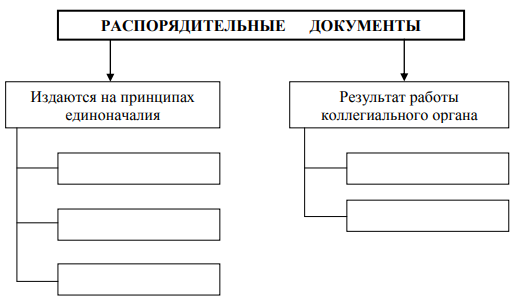 РАСПОРЯДИТЕЛЬНЫЕ ДОКУМЕНТЫ
Издаются на принципах
единоначалия
Результат работы
коллегиального органа